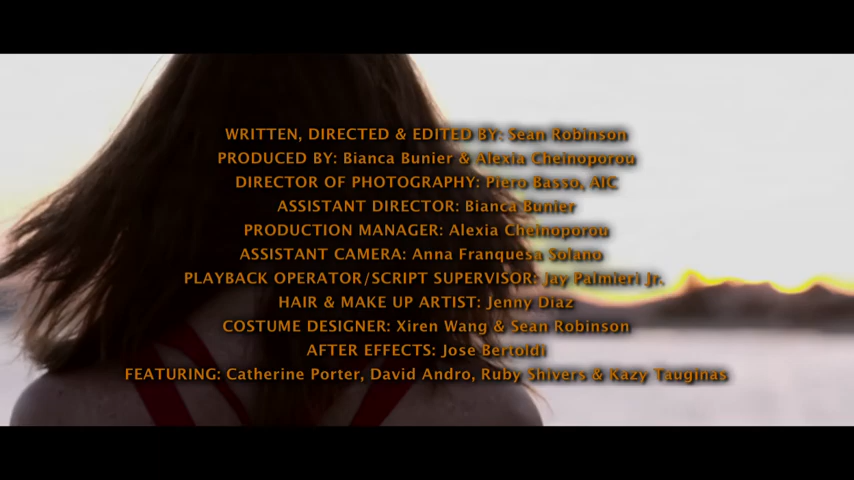 WRITTEN, DIRECTED & EDITED BY: Sean Robinson
PRODUCED BY: Bianca Bunier & Alexia Cheinoporou
DIRECTOR OF PHOTOGRAPHY: Piero Basso, AIC
ASSISTANT DIRECTOR: Bianca Bunier
PRODUCTION MANAGER: Alexia Cheinoporou
ASSISTANT CAMERA: Anna Franquesa Solano
PLAYBACK OPERATOR/SCRIPT SUPERVISOR: Jay Palmieri Jr.
HAIR & MAKE UP ARTIST: Jenny Diaz
COSTUME DESIGNER: Xiren Wang & Sean Robinson
AFTER EFFECTS: Jose Bertoldi
FEATURING: Catherine Porter, David Andro, Ruby Shivers & Kazy Tauginas